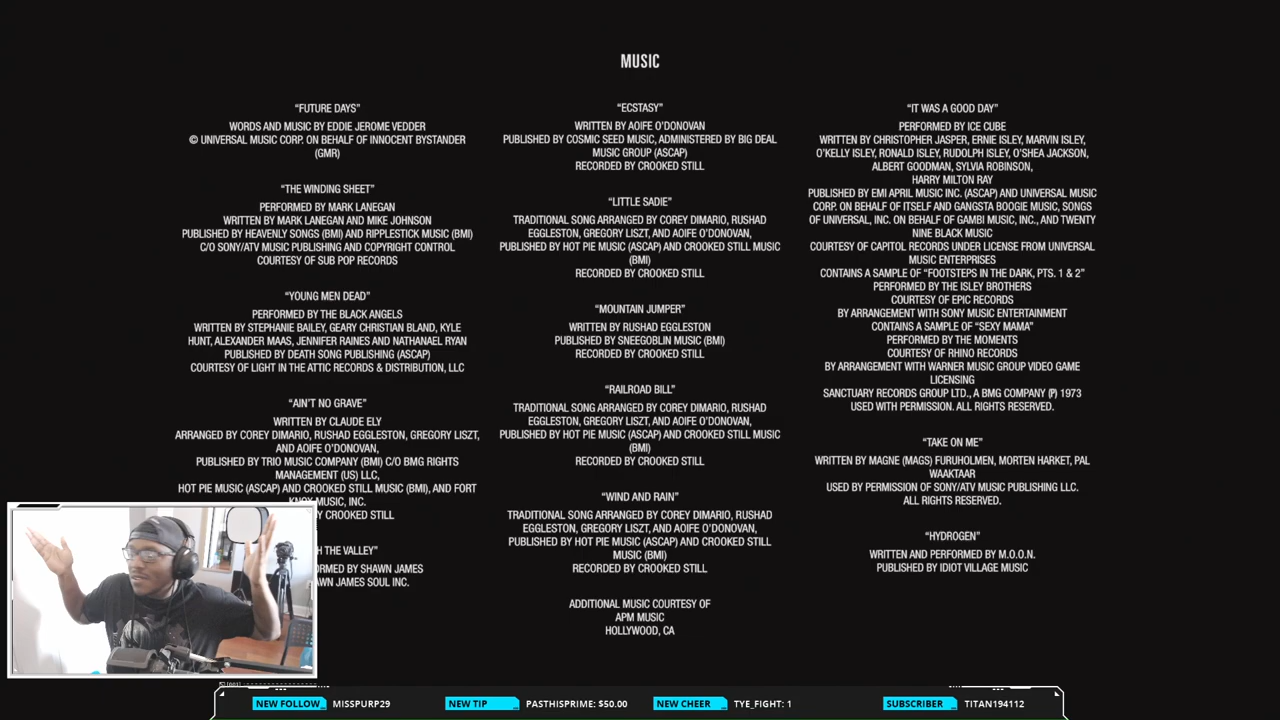 MUSIC
“FUTURE DAYS”
WORDS AND MUSIC BY EDDIE JEROME VEDDER
© UNIVERSAL MUSIC CORP. ON BEHALF OF INNOCENT BYSTANDER
(GMR)
“THE WINDING SHEET”
PERFORMED BY MARK LANEGAN
WRITTEN BY MARK LANEGAN AND MIKE JOHNSON
PUBLISHED BY HEAVENLY SONGS (BMI) AND RIPPLESTICK MUSIC (BMI)
C/O SONY/ATV MUSIC PUBLISHING AND COPYRIGHT CONTROL
COURTESY OF SUB POP RECORDS
“YOUNG MEN DEAD”
PERFORMED BY THE BLACK ANGELS
WRITTEN BY STEPHANIE BAILEY, GEARY CHRISTIAN BLAND, KYLE
HUNT, ALEXANDER MAAS, JENNIFER RAINES AND NATHANAEL RYAN
PUBLISHED BY DEATH SONG PUBLISHING (ASCAP)
COURTESY OF LIGHT IN THE ATTIC RECORDS & DISTRIBUTION, LLC
“AIN’T NO GRAVE”
WRITTEN BY CLAUDE ELY
ARRANGED BY COREY DIMARIO, RUSHAD EGGLESTON, GREGORY LISZT,
AND AOIFE O’DONOVAN,
PUBLISHED BY TRIO MUSIC COMPANY (BMI) C/O BMG RIGHTS
MANAGEMENT (US) LLC,
HOT PIE MUSIC (ASCAP) AND CROOKED STILL MUSIC (BMI), AND FORT
KNOX MUSIC, INC.
BY CROOKED STILL
THE VALLEY”
BY SHAWN JAMES
JAMES SOUL INC.
“ECSTASY”
WRITTEN BY AOIFE O’DONOVAN
PUBLISHED BY COSMIC SEED MUSIC, ADMINISTERED BY BIG DEAL
MUSIC GROUP (ASCAP)
RECORDED BY CROOKED STILL
“LITTLE SADIE”
TRADITIONAL SONG ARRANGED BY COREY DIMARIO, RUSHAD
EGGLESTON, GREGORY LISZT, AND AOIFE O’DONOVAN,
PUBLISHED BY HOT PIE MUSIC (ASCAP) AND CROOKED STILL MUSIC
(BMI)
RECORDED BY CROOKED STILL
“MOUNTAIN JUMPER”
WRITTEN BY RUSHAD EGGLESTON
PUBLISHED BY SNEEGOBLIN MUSIC (BMI)
RECORDED BY CROOKED STILL
“RAILROAD BILL”
TRADITIONAL SONG ARRANGED BY COREY DIMARIO, RUSHAD
EGGLESTON, GREGORY LISZT, AND AOIFE O’DONOVAN,
PUBLISHED BY HOT PIE MUSIC (ASCAP) AND CROOKED STILL MUSIC
(BMI)
RECORDED BY CROOKED STILL
“WIND AND RAIN”
TRADITIONAL SONG ARRANGED BY COREY DIMARIO, RUSHAD
EGGLESTON, GREGORY LISZT, AND AOIFE O’DONOVAN,
PUBLISHED BY HOT PIE MUSIC (ASCAP) AND CROOKED STILL
MUSIC (BMI)
RECORDED BY CROOKED STILL
ADDITIONAL MUSIC COURTESY OF
APM MUSIC
HOLLYWOOD, CA
“IT WAS A GOOD DAY”
PERFORMED BY ICE CUBE
WRITTEN BY CHRISTOPHER JASPER, ERNIE ISLEY, MARVIN ISLEY,
O’KELLY ISLEY, RONALD ISLEY, RUDOLPH ISLEY, O’SHEA JACKSON,
ALBERT GOODMAN, SYLVIA ROBINSON,
HARRY MILTON RAY
PUBLISHED BY EMI APRIL MUSIC INC. (ASCAP) AND UNIVERSAL MUSIC
CORP. ON BEHALF OF ITSELF AND GANGSTA BOOGIE MUSIC, SONGS
OF UNIVERSAL, INC. ON BEHALF OF GAMBI MUSIC, INC., AND TWENTY
NINE BLACK MUSIC
COURTESY OF CAPITOL RECORDS UNDER LICENSE FROM UNIVERSAL
MUSIC ENTERPRISES
CONTAINS A SAMPLE OF “FOOTSTEPS IN THE DARK, PTS. 1 & 2”
PERFORMED BY THE ISLEY BROTHERS
COURTESY OF EPIC RECORDS
BY ARRANGEMENT WITH SONY MUSIC ENTERTAINMENT
CONTAINS A SAMPLE OF “SEXY MAMA”
PERFORMED BY THE MOMENTS
COURTESY OF RHINO RECORDS
BY ARRANGEMENT WITH WARNER MUSIC GROUP VIDEO GAME
LICENSING
SANCTUARY RECORDS GROUP LTD., A BMG COMPANY (P) 1973
USED WITH PERMISSION. ALL RIGHTS RESERVED.
“TAKE ON ME”
WRITTEN BY MAGNE (MAGS) FURUHOLMEN, MORTEN HARKET, PAL
WAAKTAAR
USED BY PERMISSION OF SONY/ATV MUSIC PUBLISHING LLC.
ALL RIGHTS RESERVED.
“HYDROGEN”
WRITTEN AND PERFORMED BY M.O.O.N.
PUBLISHED BY IDIOT VILLAGE MUSIC
NEW FOLLOW MISSPURP29 NEW TIP PASTHISPRIME: $50.00 NEW CHEER TYE_FIGHT: 1 SUBSCRIBER TITAN194112